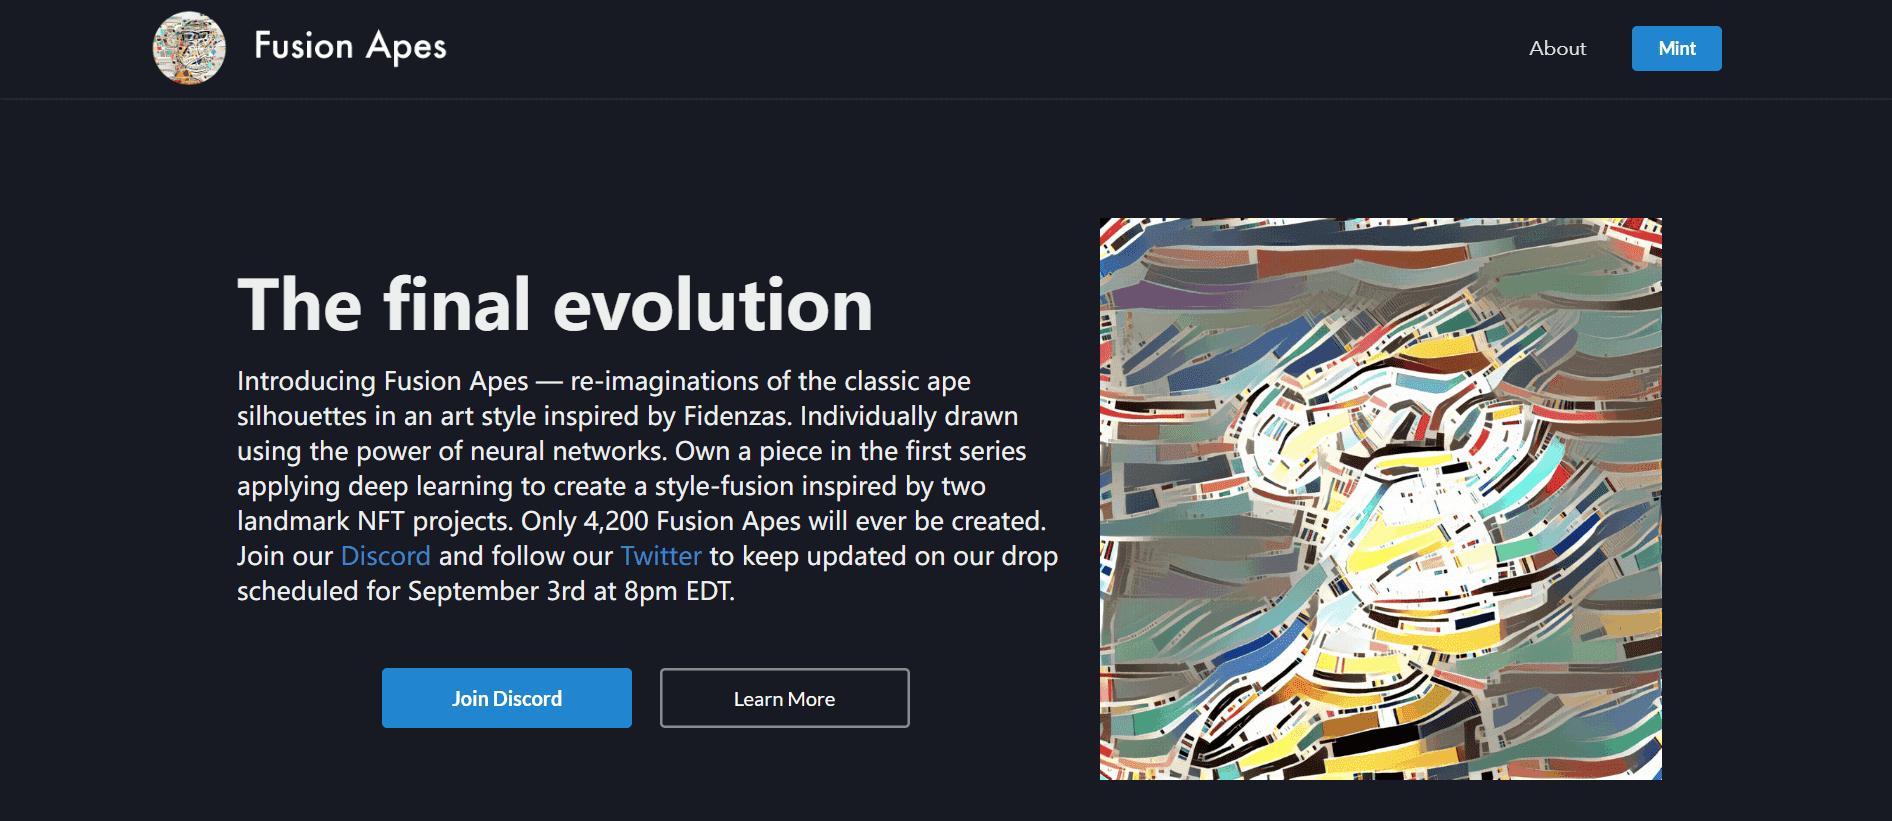 Fusion Apes
About
Mint
The final evolution
Introducing Fusion Apes — re-imaginations of the classic ape
silhouettes in an art style inspired by Fidenzas. Individually drawn
using the power of neural networks. Own a piece in the first series
applying deep learning to create a style-fusion inspired by two
landmark NFT projects. Only 4,200 Fusion Apes will ever be created.
Join our Discord and follow our Twitter to keep updated on our drop
scheduled for September 3rd at 8pm EDT.
Join Discord
Learn More